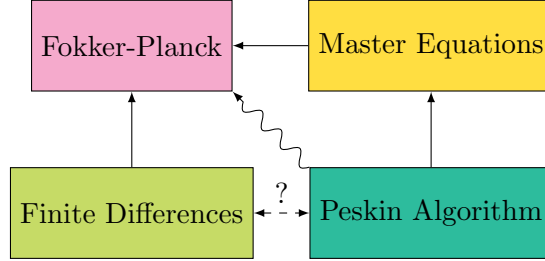 Fokker-Planck
Master Equations
?
Finite Differences
Peskin Algorithm